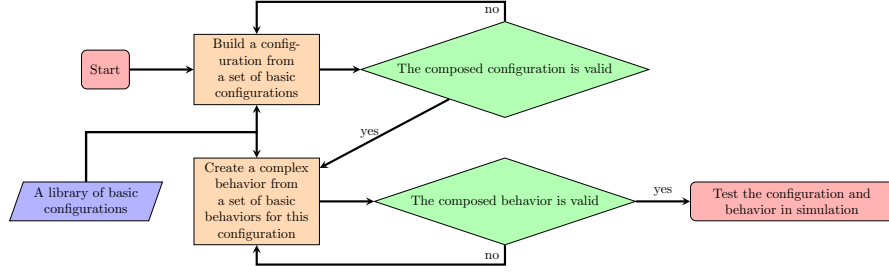 no
Start
Build a config-
uration from
a set of basic
configurations
The composed configuration is valid
yes
A library of basic
configurations
Create a complex
behavior from
a set of basic
behaviors for this
configuration
The composed behavior is valid
yes
Test the configuration and
behavior in simulation
no